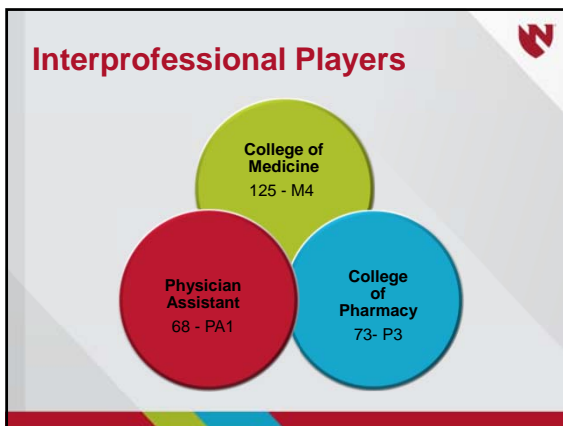 Interprofessional Players
College of
Medicine
125 - M4
Physician
Assistant
68 - PA1
College
of
Pharmacy
73- P3